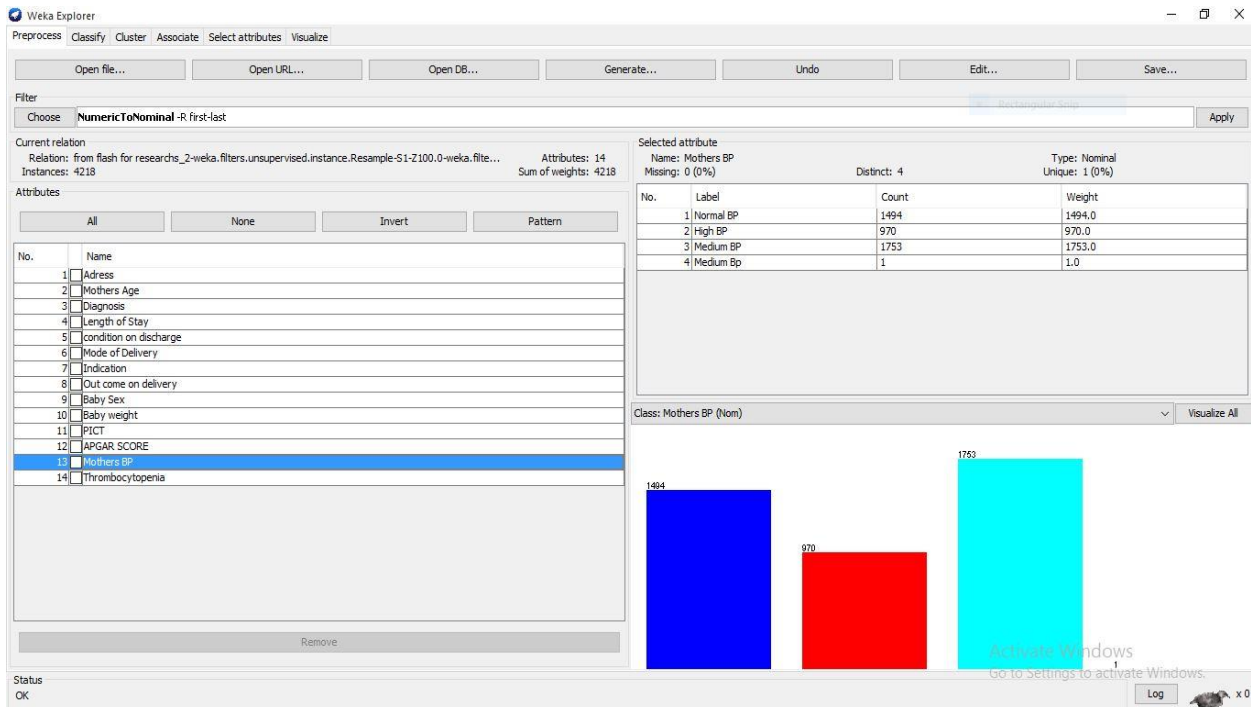 Weka Explorer
Preprocess Classify Cluster Associate Select attributes Visualize
Open file... Open URL... Open DB... Generate... Undo Edit... Save...
Filter
Rectangular Snip
Choose NumericToNominal -R first-last Apply
Current relation
Relation: from flash for researchs_2-weka.filters.unsupervised.instance.Resample-S1-Z100.0-weka.filte... Attributes: 14
Instances: 4218 Sum of weights: 4218
Attributes
All None Invert Pattern
No. Name
1 Adress
2 Mothers Age
3 Diagnosis
4 Length of Stay
5 condition on discharge
6 Mode of Delivery
7 Indication
8 Out come on delivery
9 Baby Sex
10 Baby weight
11 PICT
12 APGAR SCORE
13 Mothers BP
14 Thrombocytopenia
Remove
Selected attribute
Name: Mothers BP Type: Nominal
Missing: 0 (0%) Distinct: 4 Unique: 1 (0%)
No. Label Count Weight
1 Normal BP 1494 1494.0
2 High BP 970 970.0
3 Medium BP 1753 1753.0
4 Medium Bp 1 1.0
Class: Mothers BP (Nom) Visualize All
1753
1494
970
1
Activate Windows
Go to Settings to activate Windows.
Status
OK
Log x 0